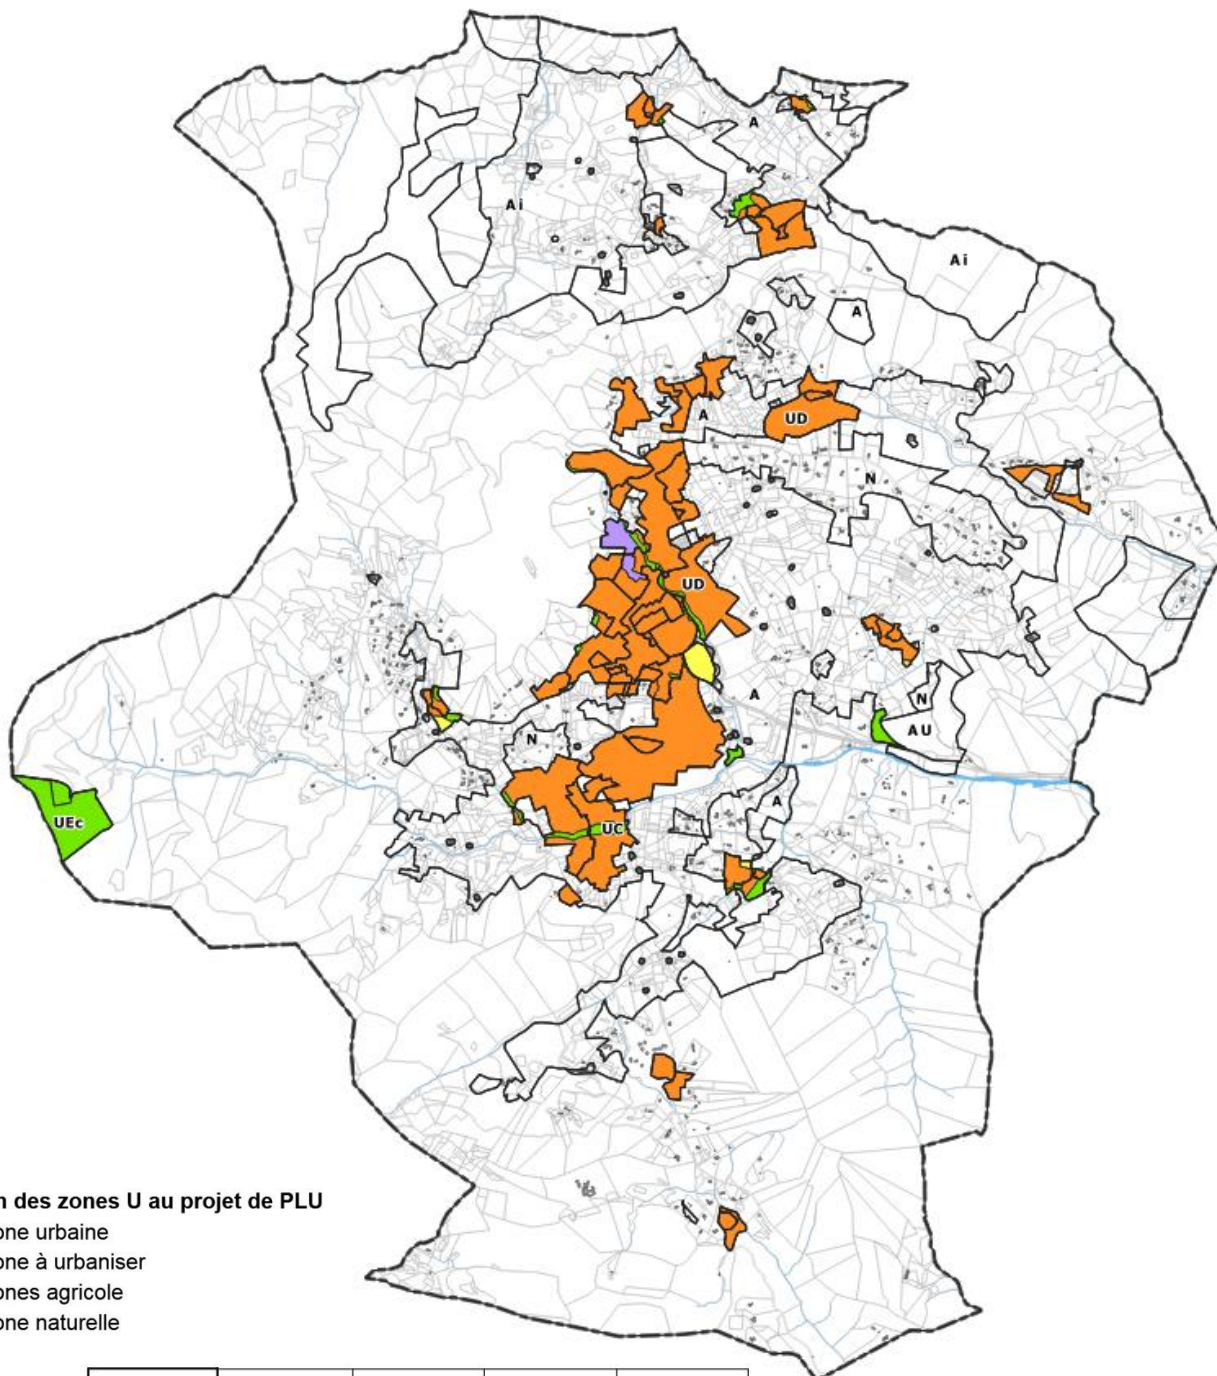 A
Ai
Ai
A
A
UD
N
UD
A
N
AU
N
A
UEc
UC
n des zones U au projet de PLU
one urbaine
one à urbaniser
ones agricole
one naturelle